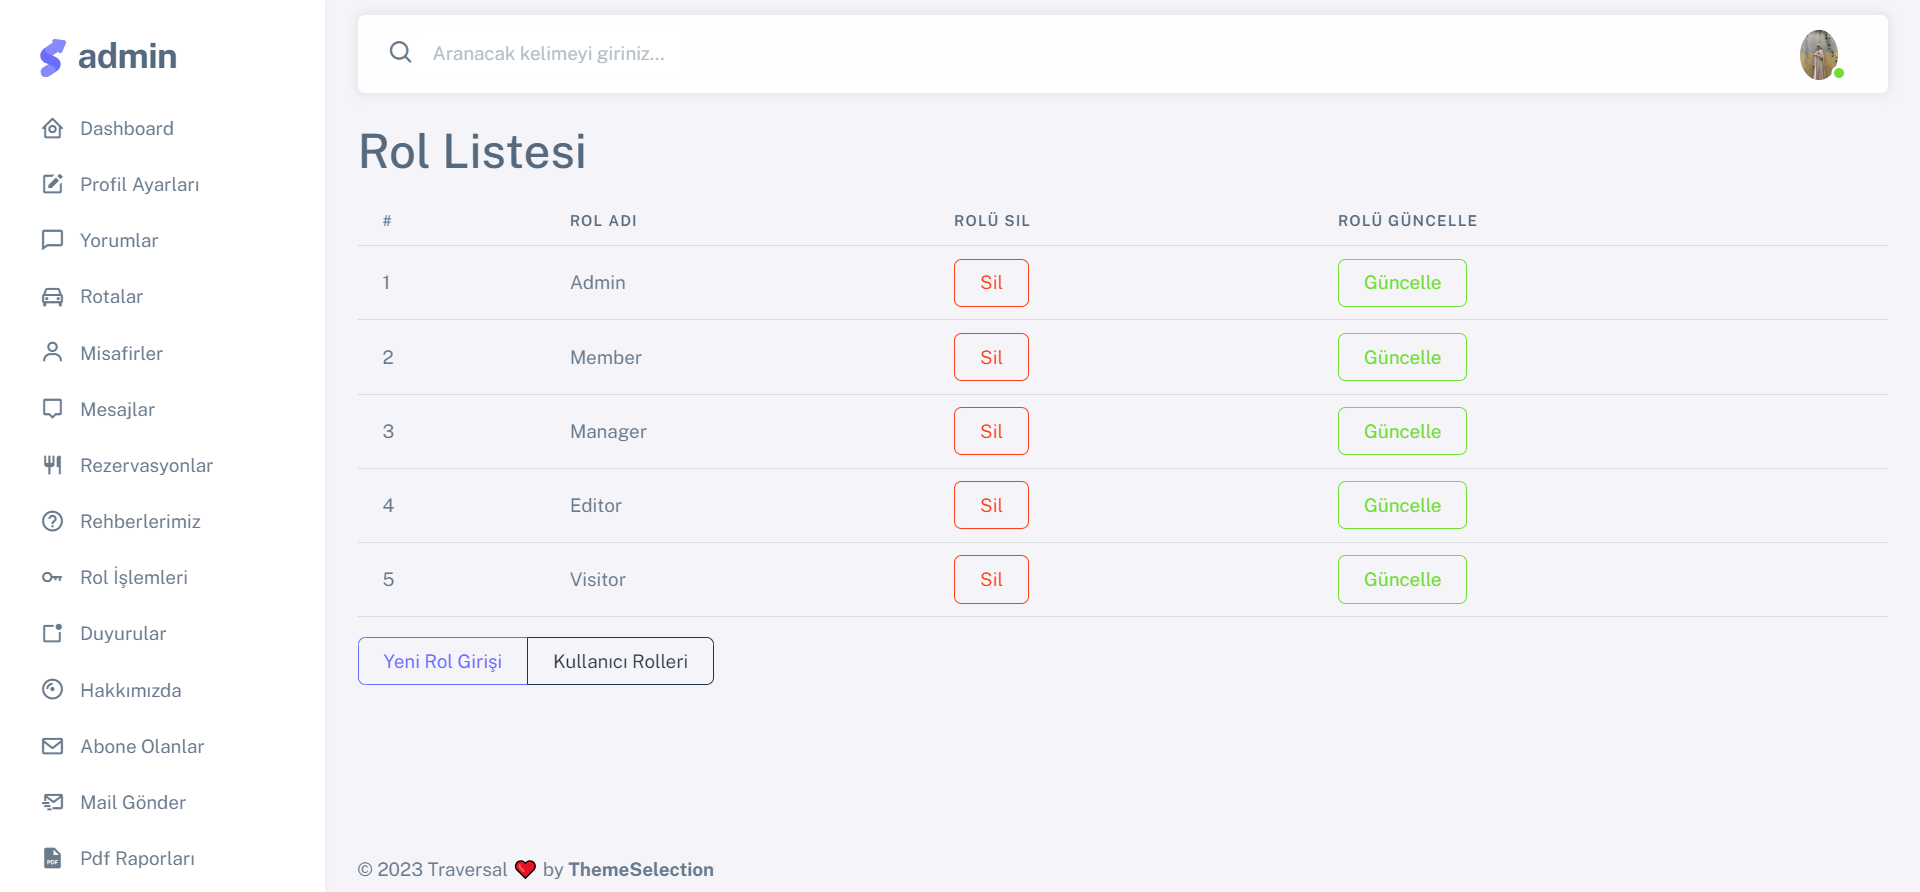 admin
Dashboard
Profil Ayarları
Yorumlar
Rotalar
Misafirler
Mesajlar
Rezervasyonlar
Rehberlerimiz
Rol İşlemleri
Duyurular
Hakkımızda
Abone Olanlar
Mail Gönder
PDF Pdf Raporları
Aranacak kelimeyi giriniz...
Rol Listesi
# ROL ADI ROLÜ SIL ROLÜ GÜNCELLE
1 Admin Sil Güncelle
2 Member Sil Güncelle
3 Manager Sil Güncelle
4 Editor Sil Güncelle
5 Visitor Sil Güncelle
Yeni Rol Girişi Kullanıcı Rolleri
© 2023 Traversal ❤️ by ThemeSelection